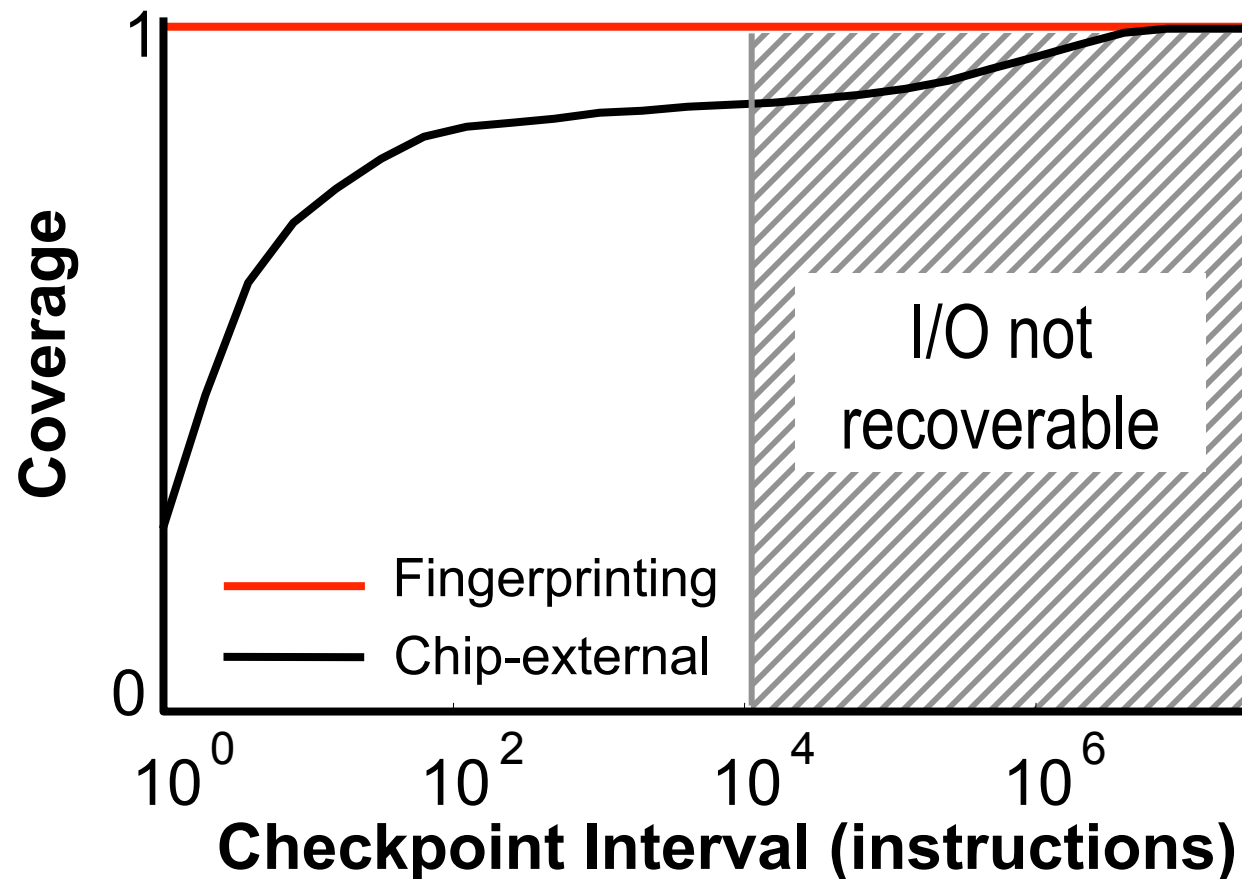 1
Coverage
I/O not
recoverable
Fingerprinting
Chip-external
0
10^0 10^2 10^4 10^6
Checkpoint Interval (instructions)